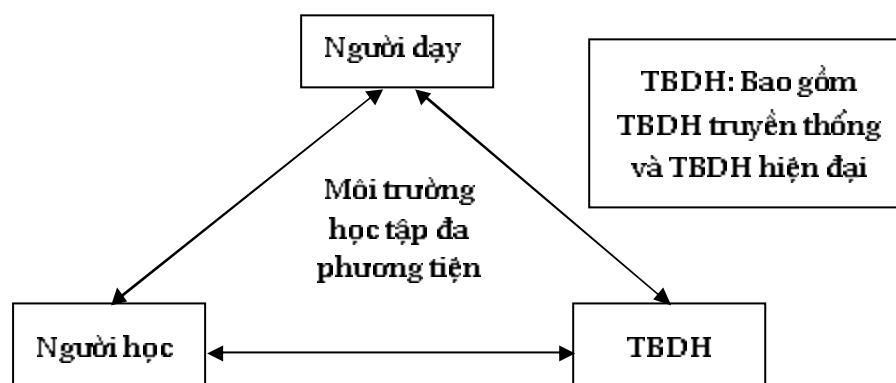 Người dạy
TBDH: Bao gồm
TBDH truyền thống
và TBDH hiện đại
Môi trường
học tập đa
phương tiện
Người học
TBDH